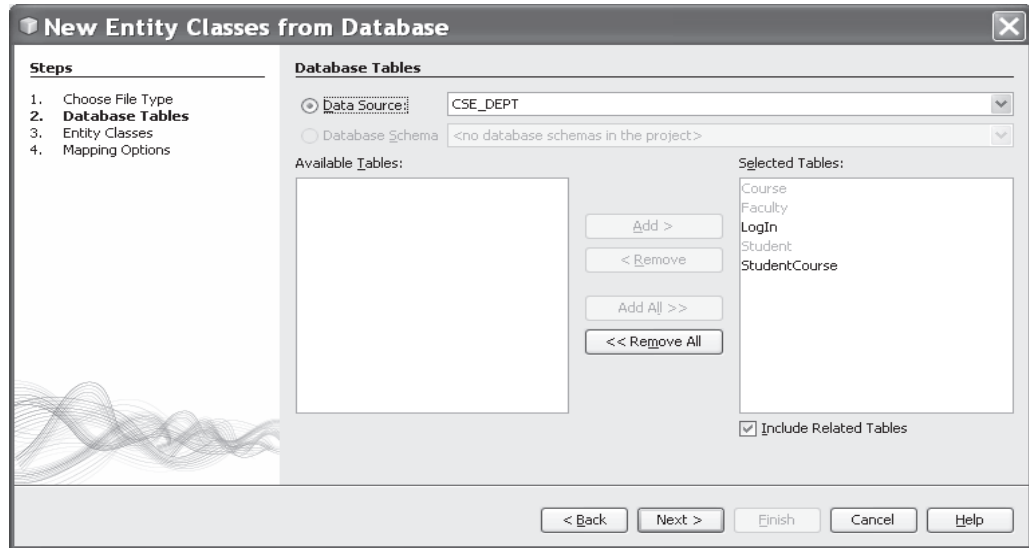 New Entity Classes from Database
Steps
1. Choose File Type
2. Database Tables
3. Entity Classes
4. Mapping Options
Database Tables
Data Source: CSE_DEPT
Database Schema <no database schemas in the project>
Available Tables:
Add >
< Remove
Add All >>
<< Remove All
Selected Tables:
Course
Faculty
LogIn
Student
StudentCourse
Include Related Tables
< Back Next > Finish Cancel Help